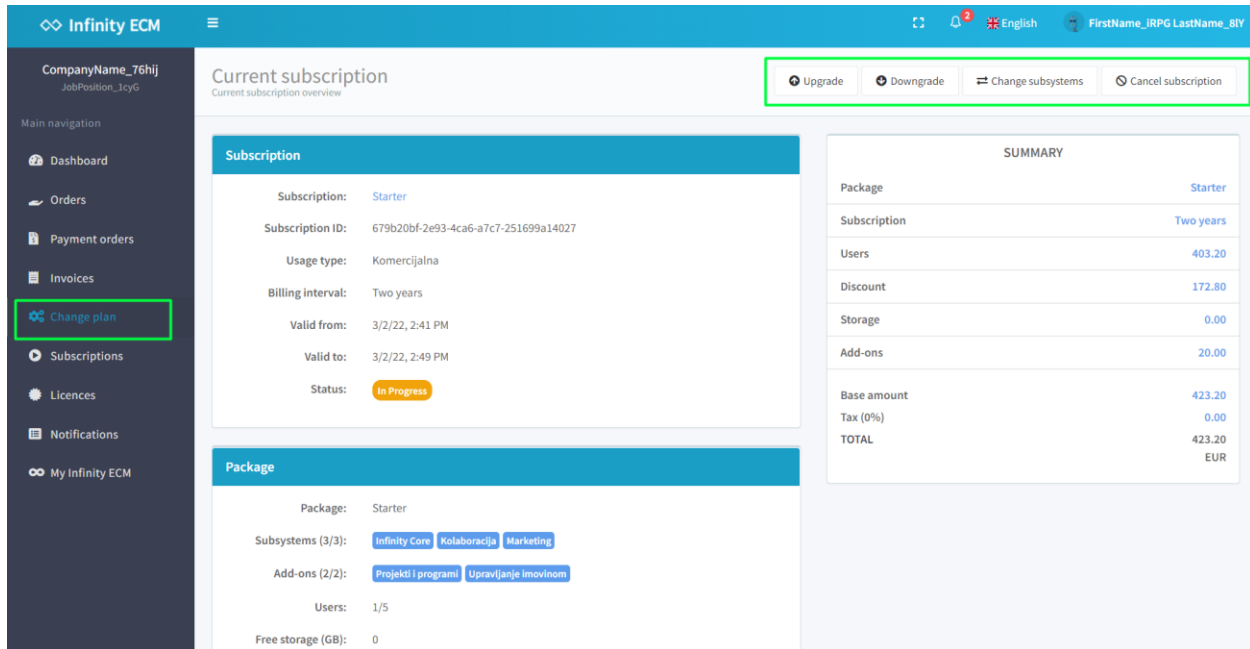 Infinity ECM
2
English
FirstName_iRPG LastName_8lY
CompanyName_76hij
JobPosition_1cyG
Main navigation
Dashboard
Orders
Payment orders
Invoices
Change plan
Subscriptions
Licences
Notifications
My Infinity ECM
Current subscription
Current subscription overview
Upgrade
Downgrade
Change subsystems
Cancel subscription
Subscription
Subscription: Starter
Subscription ID: 679b20bf-2e93-4ca6-a7c7-251699a14027
Usage type: Komercijalna
Billing interval: Two years
Valid from: 3/2/22, 2:41 PM
Valid to: 3/2/22, 2:49 PM
Status: In Progress
Package
Package: Starter
Subsystems (3/3): Infinity Core Kolaboracija Marketing
Add-ons (2/2): Projekti i programi Upravljanje imovinom
Users: 1/5
Free storage (GB): 0
SUMMARY
Package Starter
Subscription Two years
Users 403.20
Discount 172.80
Storage 0.00
Add-ons 20.00
Base amount 423.20
Tax (0%) 0.00
TOTAL 423.20
EUR